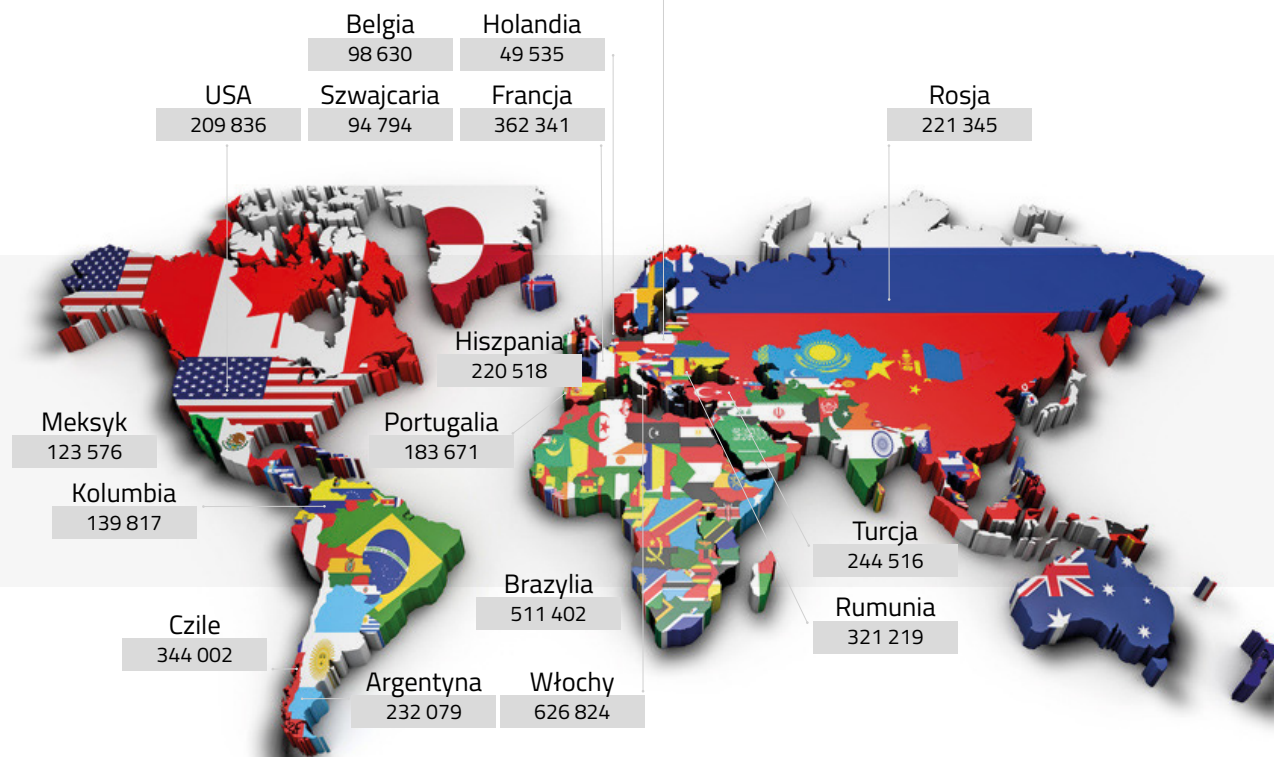 Belgia
98 630
Holandia
49 535
USA
209 836
Szwajcaria
94 794
Francja
362 341
Rosja
221 345
Hiszpania
220 518
Meksyk
123 576
Portugalia
183 671
Kolumbia
139 817
Turcja
244 516
Brazylia
511 402
Rumunia
321 219
Czile
344 002
Argentyna
232 079
Włochy
626 824